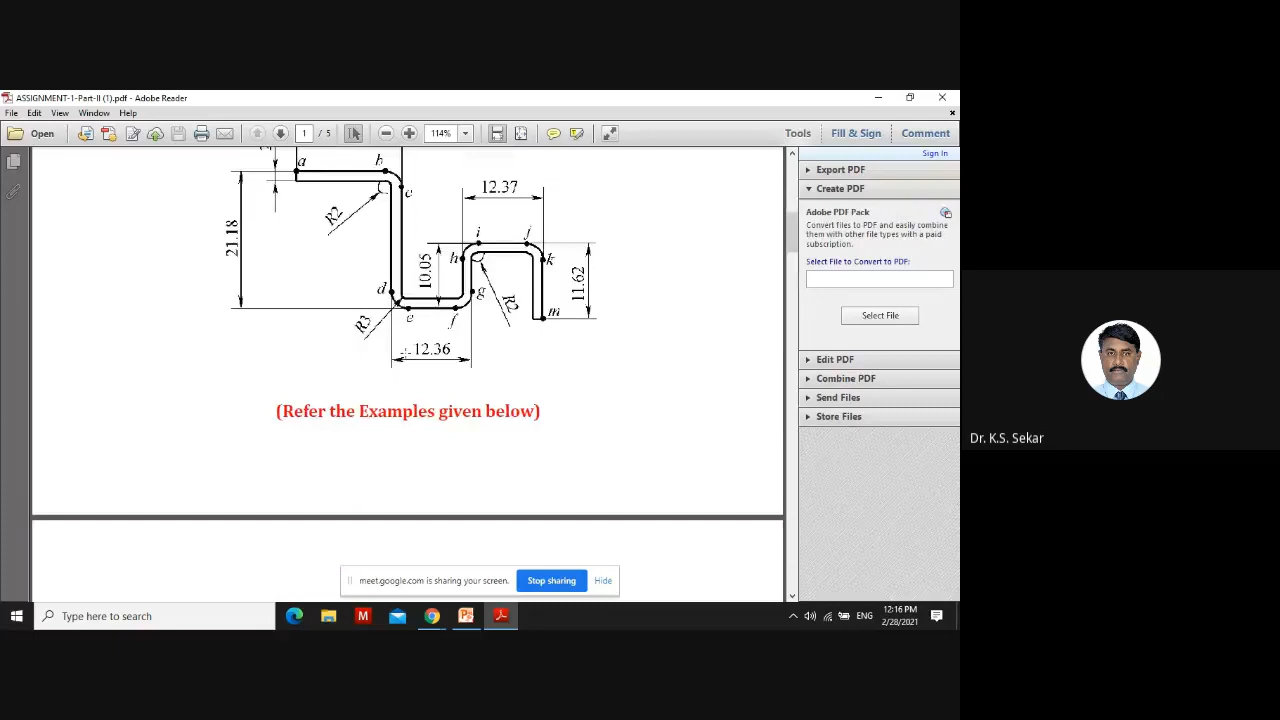 ASSIGNMENT-1-Part-II (1).pdf - Adobe Reader
File Edit View Window Help
Open
1 / 5
114%
Tools Fill & Sign Comment
Sign In
Export PDF
Create PDF
Adobe PDF Pack
Convert files to PDF and easily combine
them with other file types with a paid
subscription.
Select File to Convert to PDF:
Select File
Edit PDF
Combine PDF
Send Files
Store Files
a b
c
R2
21.18
12.37
i j
h k
10.05
11.62
d g
R2
e f m
R3
12.36
(Refer the Examples given below)
meet.google.com is sharing your screen. Stop sharing Hide
Type here to search
M
ENG
12:16 PM
2/28/2021
Dr. K.S. Sekar